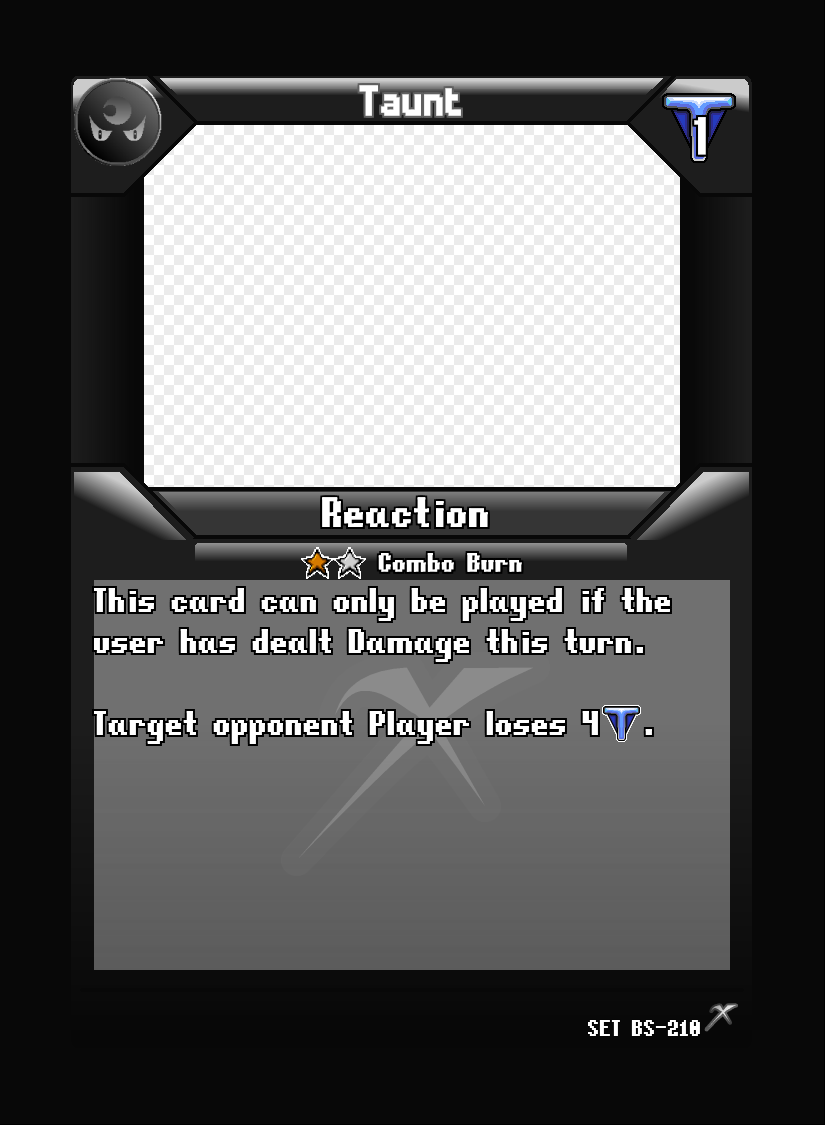 Taunt
1
Reaction
Combo Burn
This card can only be played if the
user has dealt Damage this turn.
Target opponent Player loses 4T.
SET BS-210